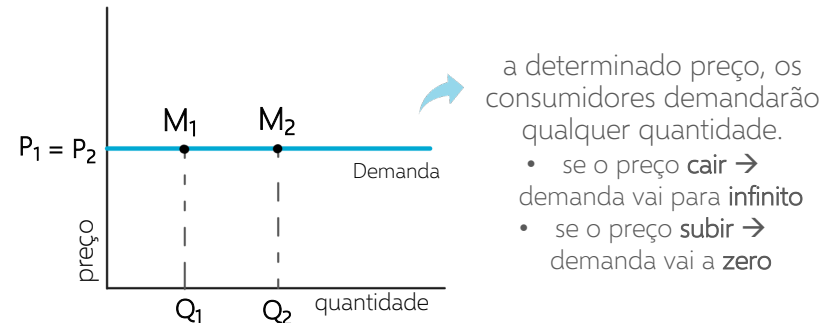 M₁
M₂
P₁ = P₂
Demanda
preço
Q₁
Q₂
quantidade
a determinado preço, os
consumidores demandarão
qualquer quantidade.
• se o preço cair →
demanda vai para infinito
• se o preço subir →
demanda vai a zero